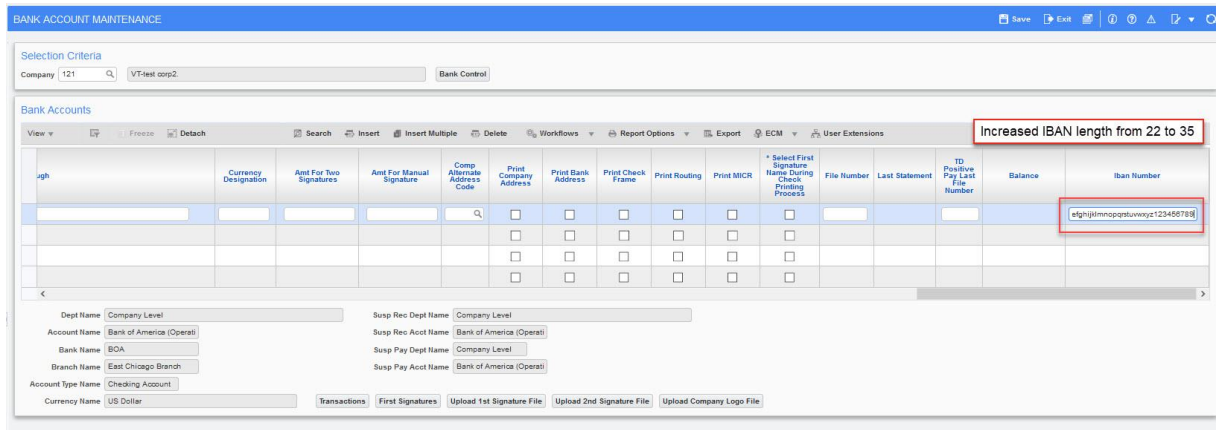 BANK ACCOUNT MAINTENANCE
Save Exit
Selection Criteria
Company 121 VT-test corp2. Bank Control
Bank Accounts
View Freeze Detach Search Insert Insert Multiple Delete Workflows Report Options Export ECM User Extensions
Increased IBAN length from 22 to 35
ugh
Currency Designation
Amt For Two Signatures
Amt For Manual Signature
Comp Alternate Address Code
Print Company Address
Print Bank Address
Print Check Frame
Print Routing
Print MICR
* Select First Signature Name During Check Printing Process
File Number
Last Statement
TD Positive Pay Last File Number
Balance
Iban Number
efghijklmnopqrstuvwxyz123456789
Dept Name Company Level Susp Rec Dept Name Company Level
Account Name Bank of America (Operati Susp Rec Acct Name Bank of America (Operati
Bank Name BOA Susp Pay Dept Name Company Level
Branch Name East Chicago Branch Susp Pay Acct Name Bank of America (Operati
Account Type Name Checking Account
Currency Name US Dollar Transactions First Signatures Upload 1st Signature File Upload 2nd Signature File Upload Company Logo File